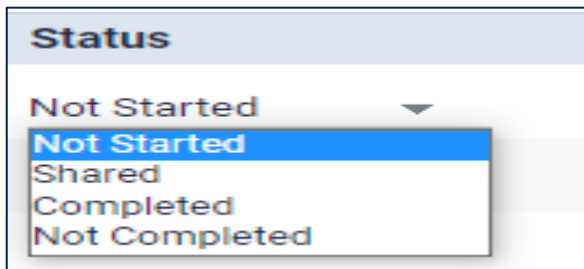 Status
Not Started
Not Started
Shared
Completed
Not Completed